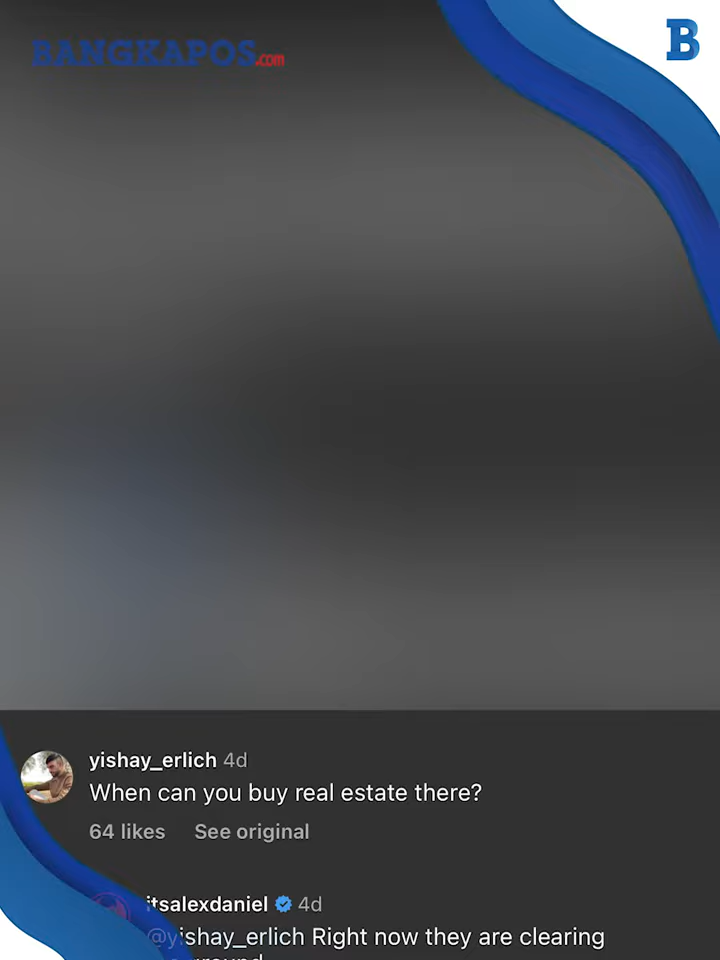 BANGKAPOS.com
B
yishay_erlich 4d
When can you buy real estate there?
64 likes See original
itsalexdaniel 4d
@yishay_erlich Right now they are clearing